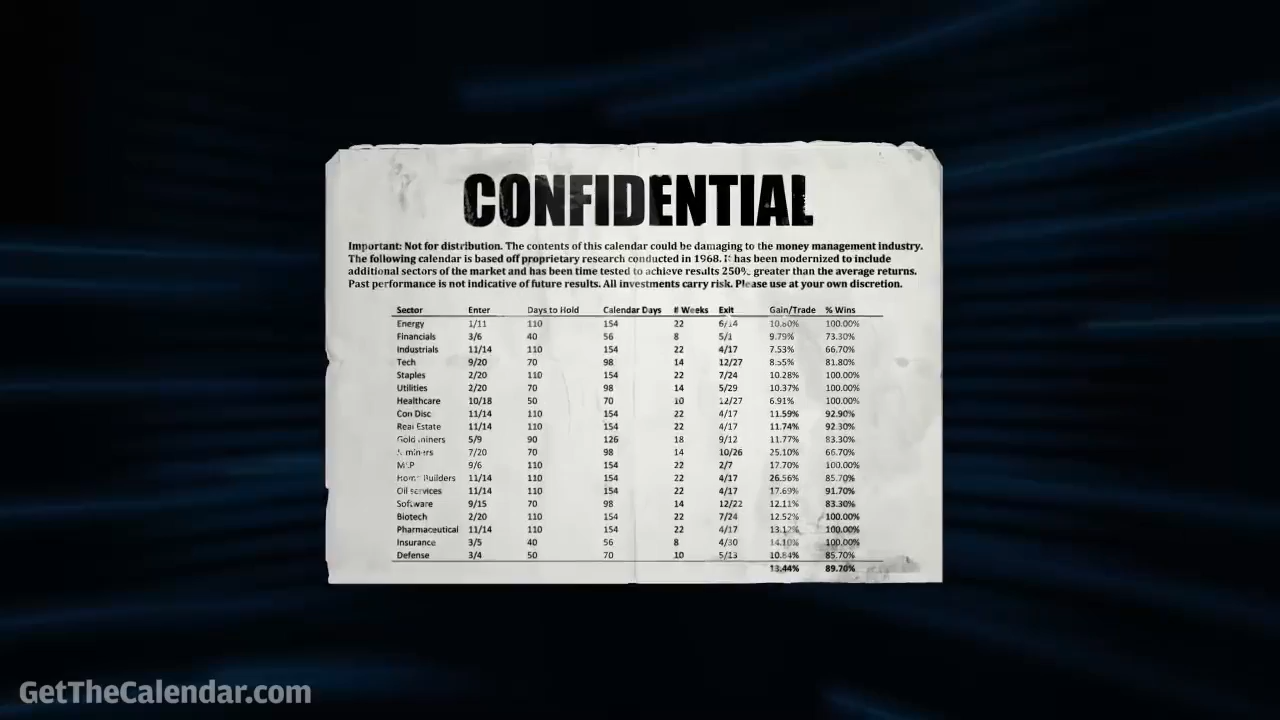 CONFIDENTIAL
Important: Not for distribution. The contents of this calendar could be damaging to the money management industry.
The following calendar is based off proprietary research conducted in 1968. It has been modernized to include
additional sectors of the market and has been time tested to achieve results 250% greater than the average returns.
Past performance is not indicative of future results. All investments carry risk. Please use at your own discretion.
Sector Enter Days to Hold Calendar Days # Weeks Exit Gain/Trade % Wins
Energy 1/11 110 154 22 6/14 10.80% 100.00%
Financials 3/6 40 56 8 5/1 9.79% 73.30%
Industrials 11/14 110 154 22 4/17 7.53% 66.70%
Tech 9/20 70 98 14 12/27 81.80%
Staples 2/20 110 154 22 7/24 10.28% 100.00%
Utilities 2/20 70 98 14 5/29 10.37% 100.00%
Healthcare 10/18 50 70 10 12/27 6.91% 100.00%
Con Disc 11/14 110 154 22 4/17 11.59% 92.90%
Real Estate 11/14 110 154 22 4/17 11.74% 92.30%
Gold miners 5/9 90 126 18 9/12 11.77% 83.30%
miners 7/20 70 98 14 10/26 25.10% 66.70%
MLP 9/6 110 154 22 2/7 17.70% 100.00%
Home Builders 11/14 110 154 22 4/17 26.56% 85.70%
Oil services 11/14 110 154 22 4/17 17.69% 91.70%
Software 9/15 70 98 14 12/22 12.11% 83.30%
Biotech 2/20 110 154 22 7/24 12.52% 100.00%
Pharmaceutical 11/14 110 154 22 4/17 13.12% 100.00%
Insurance 3/5 40 56 8 4/30 14.10% 100.00%
Defense 3/4 50 70 10 5/13 10.84% 85.70%
13.44% 89.70%
GetTheCalendar.com